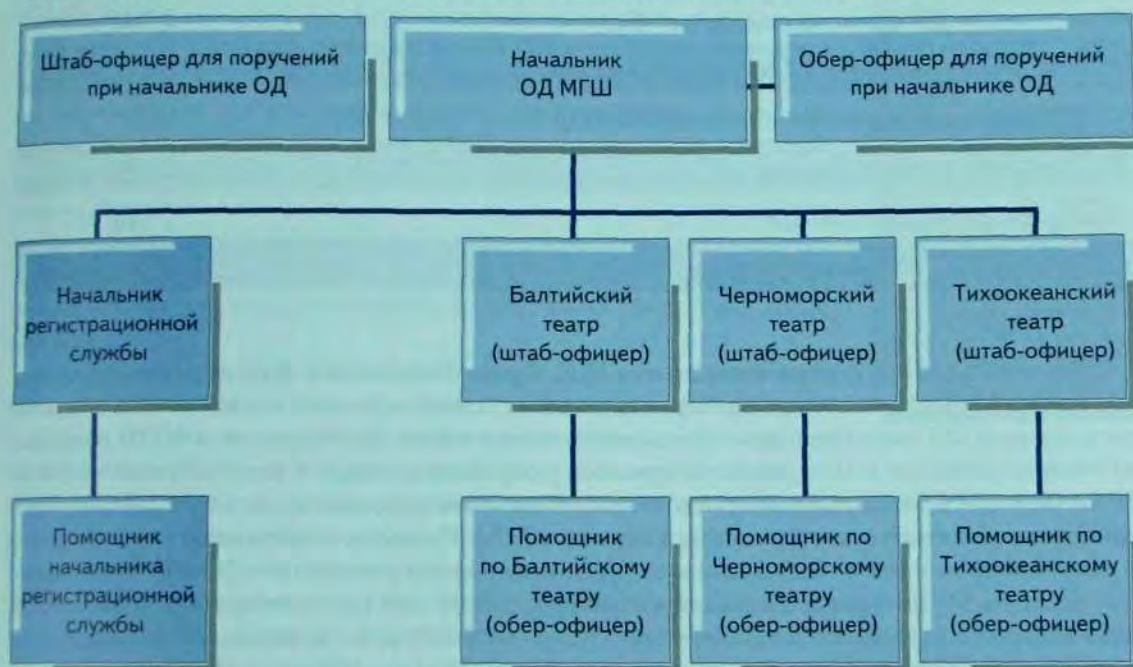 Штаб-офицер для поручений
при начальнике ОД
Начальник
ОД МГШ
Обер-офицер для поручений
при начальнике ОД
Начальник
регистрационной
службы
Балтийский
театр
(штаб-офицер)
Черноморский
театр
(штаб-офицер)
Тихоокеанский
театр
(штаб-офицер)
Помощник
начальника
регистрационной
службы
Помощник
по Балтийскому
театру
(обер-офицер)
Помощник по
Черноморскому
театру
(обер-офицер)
Помощник по
Тихоокеанскому
театру
(обер-офицер)